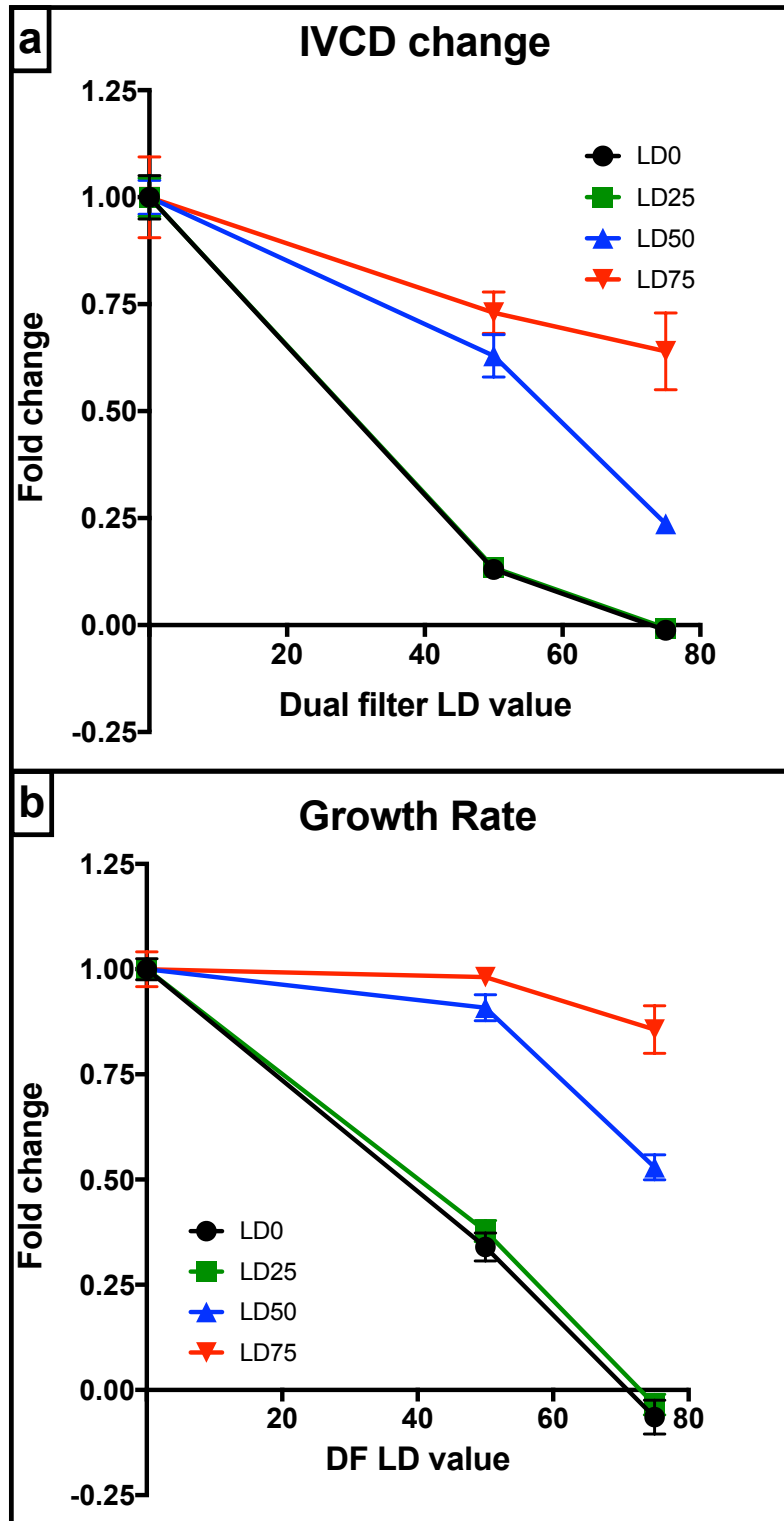 a
IVCD change
1.25
1.00
0.75
0.50
0.25
0.00
-0.25
Fold change
LD0
LD25
LD50
LD75
20
40
60
80
Dual filter LD value
b
Growth Rate
1.25
1.00
0.75
0.50
0.25
0.00
-0.25
Fold change
LD0
LD25
LD50
LD75
20
40
60
80
DF LD value